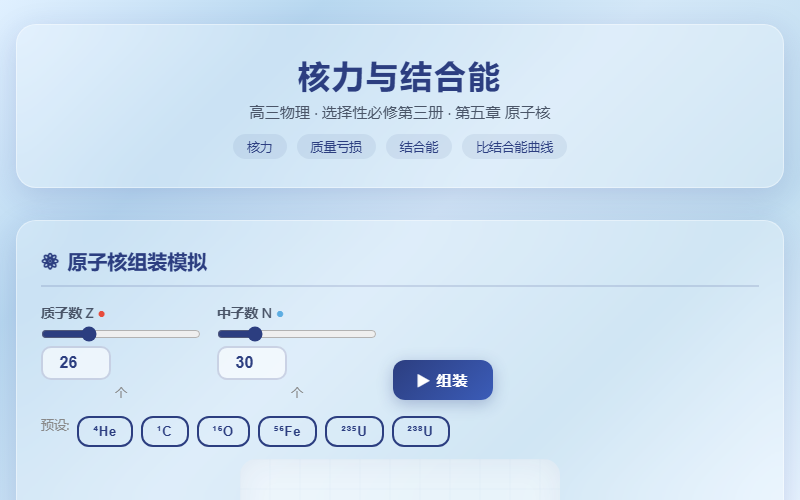 核力与结合能
高三物理 · 选择性必修第三册 · 第五章 原子核
核力 质量亏损 结合能 比结合能曲线
⚛ 原子核组装模拟
质子数 Z 中子数 N
26 30
▶ 组装
个 个
预设: ⁴He ¹C ¹⁶O ⁵⁶Fe ²³⁵U ²³⁸U